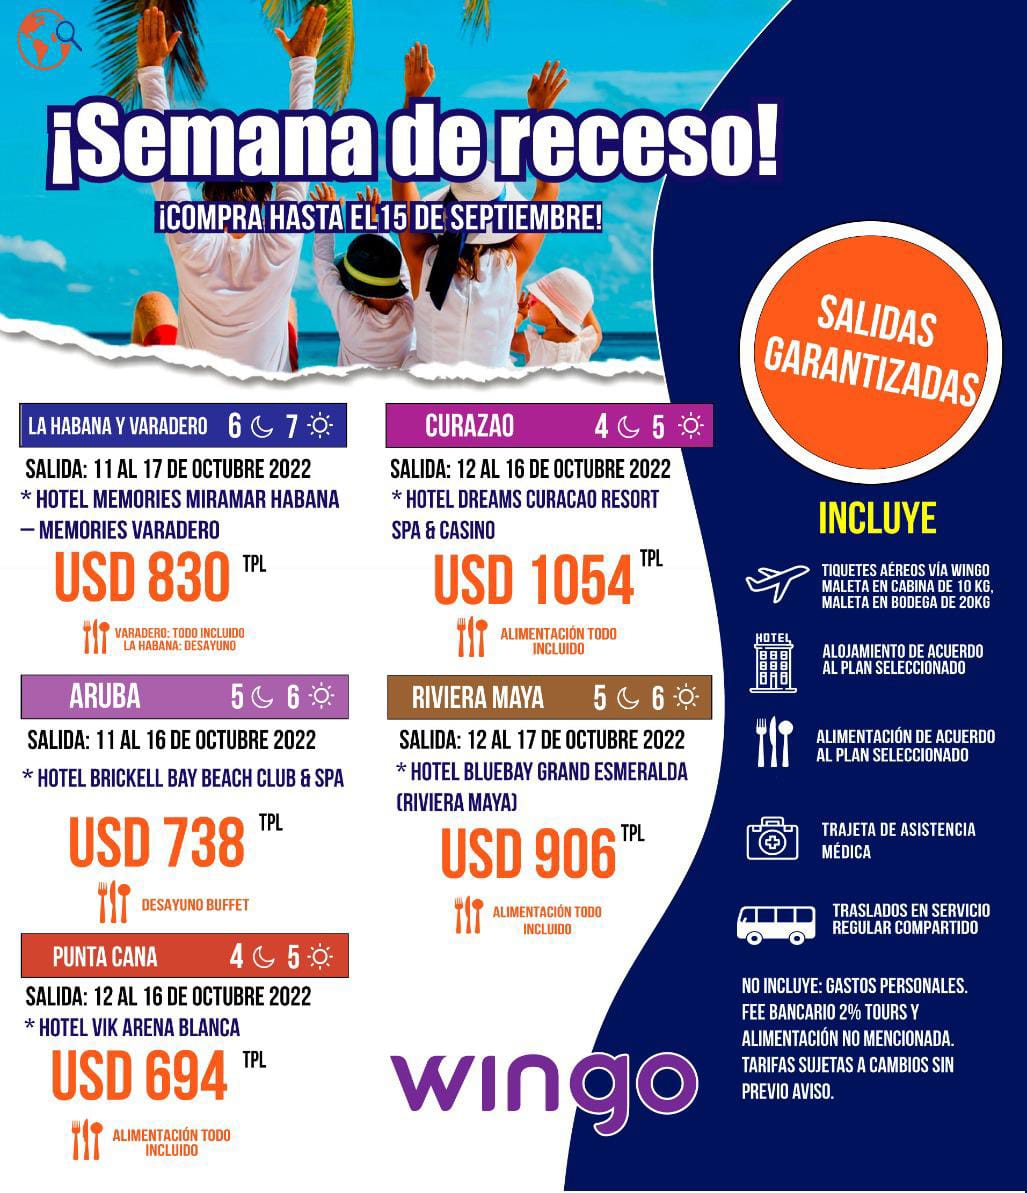 ¡Semana de receso!
¡COMPRA HASTA EL 15 DE SEPTIEMBRE!
SALIDAS
GARANTIZADAS
LA HABANA Y VARADERO 6 7
SALIDA: 11 AL 17 DE OCTUBRE 2022
* HOTEL MEMORIES MIRAMAR HABANA
– MEMORIES VARADERO
USD 830 TPL
VARADERO: TODO INCLUIDO
LA HABANA: DESAYUNO
CURAZAO 4 5
SALIDA: 12 AL 16 DE OCTUBRE 2022
* HOTEL DREAMS CURACAO RESORT
SPA & CASINO
USD 1054 TPL
ALIMENTACIÓN TODO
INCLUIDO
ARUBA 5 6
SALIDA: 11 AL 16 DE OCTUBRE 2022
* HOTEL BRICKELL BAY BEACH CLUB & SPA
USD 738 TPL
DESAYUNO BUFFET
RIVIERA MAYA 5 6
SALIDA: 12 AL 17 DE OCTUBRE 2022
* HOTEL BLUEBAY GRAND ESMERALDA
(RIVIERA MAYA)
USD 906 TPL
ALIMENTACIÓN TODO
INCLUIDO
PUNTA CANA 4 5
SALIDA: 12 AL 16 DE OCTUBRE 2022
* HOTEL VIK ARENA BLANCA
USD 694 TPL
ALIMENTACIÓN TODO
INCLUIDO
wingo
INCLUYE
TIQUETES AÉREOS VÍA WINGO
MALETA EN CABINA DE 10 KG,
MALETA EN BODEGA DE 20KG
HOTEL
ALOJAMIENTO DE ACUERDO
AL PLAN SELECCIONADO
ALIMENTACIÓN DE ACUERDO
AL PLAN SELECCIONADO
TRAJETA DE ASISTENCIA
MÉDICA
TRASLADOS EN SERVICIO
REGULAR COMPARTIDO
NO INCLUYE: GASTOS PERSONALES.
FEE BANCARIO 2% TOURS Y
ALIMENTACIÓN NO MENCIONADA.
TARIFAS SUJETAS A CAMBIOS SIN
PREVIO AVISO.